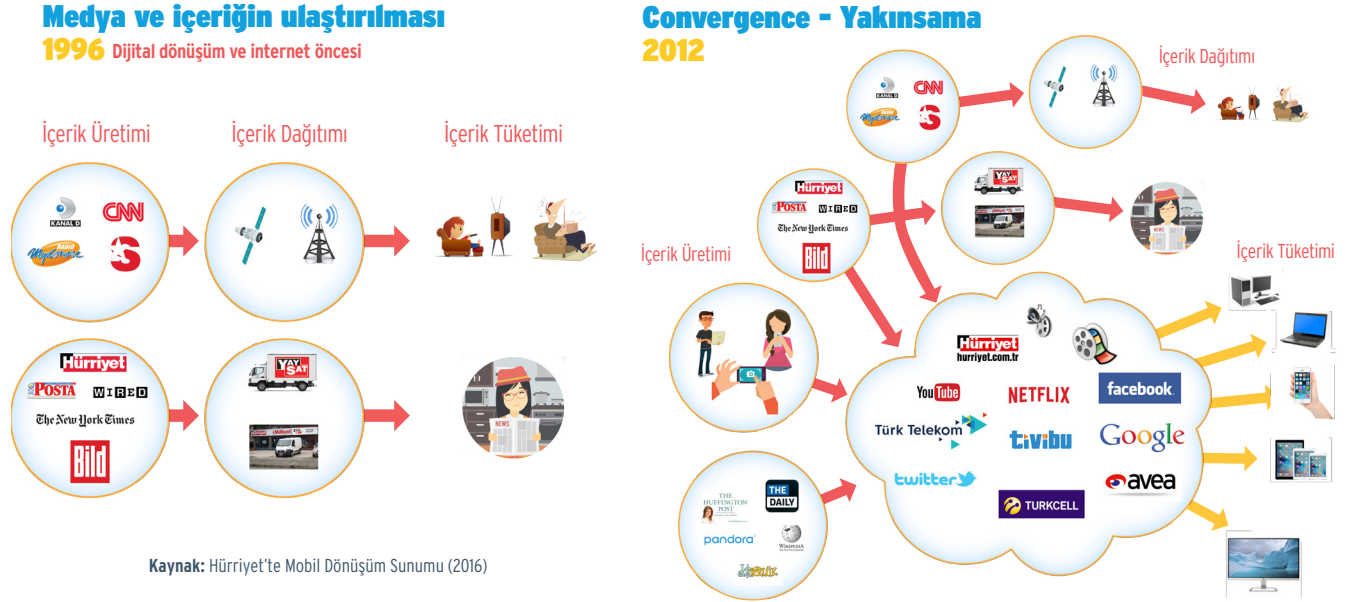 Medya ve içeriğin ulaştırılması
1996 Dijital dönüşüm ve internet öncesi
İçerik Üretimi
İçerik Dağıtımı
İçerik Tüketimi
KANAL D
CNN
RADYO
S
Hürriyet
POSTA
WIRED
The New York Times
Bild
YAY
SAT
NEWS
Kaynak: Hürriyet'te Mobil Dönüşüm Sunumu (2016)
Convergence - Yakınsama
2012
İçerik Dağıtımı
KANAL D
CNN
S
Hürriyet
POSTA
WIRED
The New York Times
Bild
YAY
SAT
NEWS
İçerik Üretimi
İçerik Tüketimi
Hürriyet
hurriyet.com.tr
YouTube
NETFLIX
facebook
Türk Telekom
tivibu
Google
twitter
avea
TURKCELL
THE
HUFFINGTON
POST
THE
DAILY
pandora
WIKIPEDIA